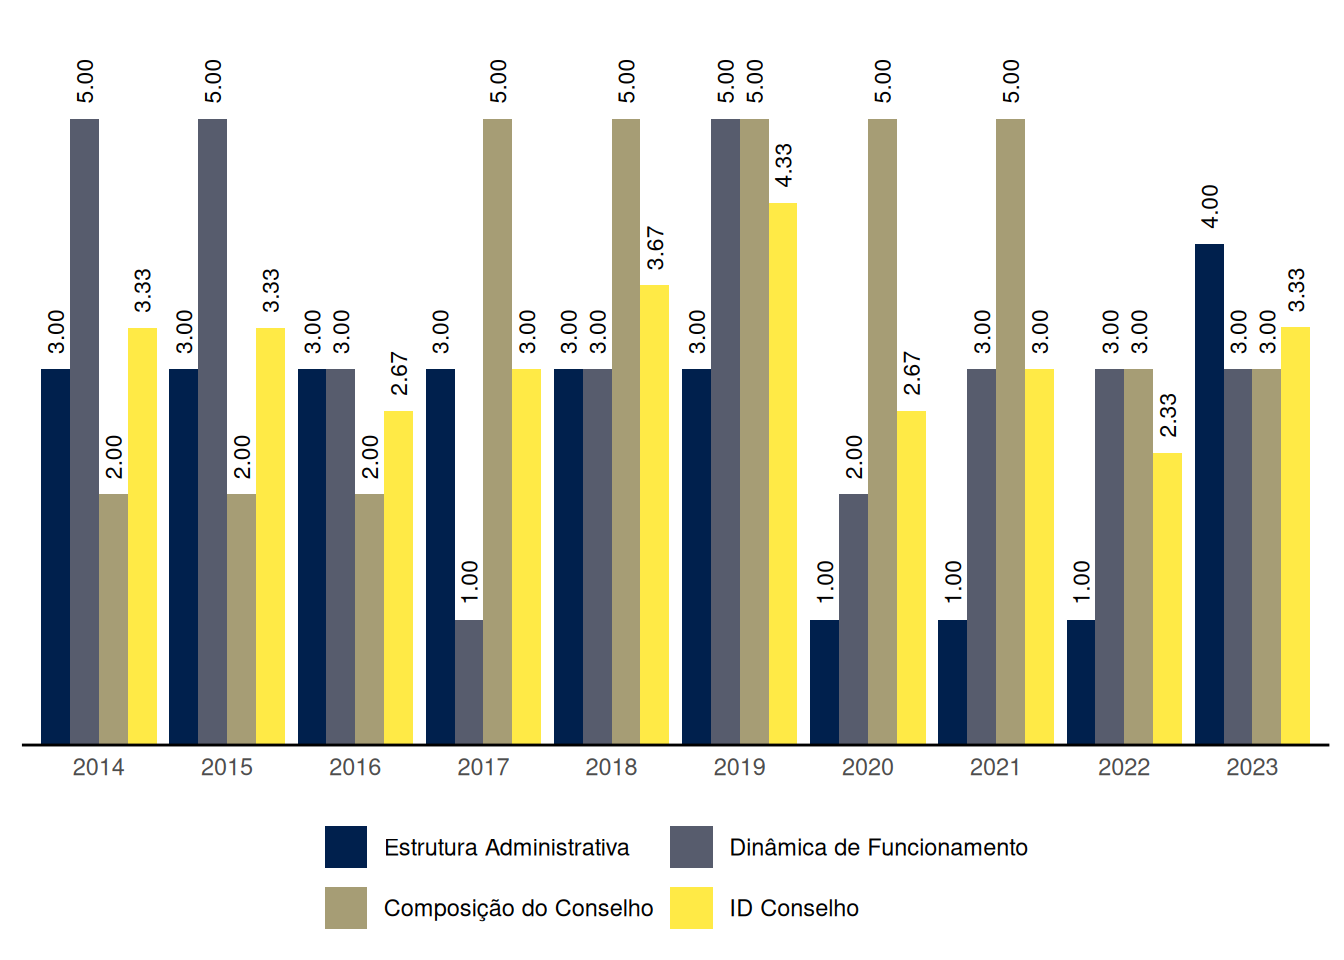 3.00 5.00 2.00 3.33
3.00 5.00 2.00 3.33
3.00 3.00 2.00 2.67
3.00 1.00 5.00 3.00
3.00 3.00 5.00 3.67
3.00 5.00 5.00 4.33
1.00 2.00 5.00 2.67
1.00 3.00 5.00 3.00
1.00 3.00 3.00 2.33
4.00 3.00 3.00 3.33
2014 2015 2016 2017 2018 2019 2020 2021 2022 2023
Estrutura Administrativa Dinâmica de Funcionamento
Composição do Conselho ID Conselho